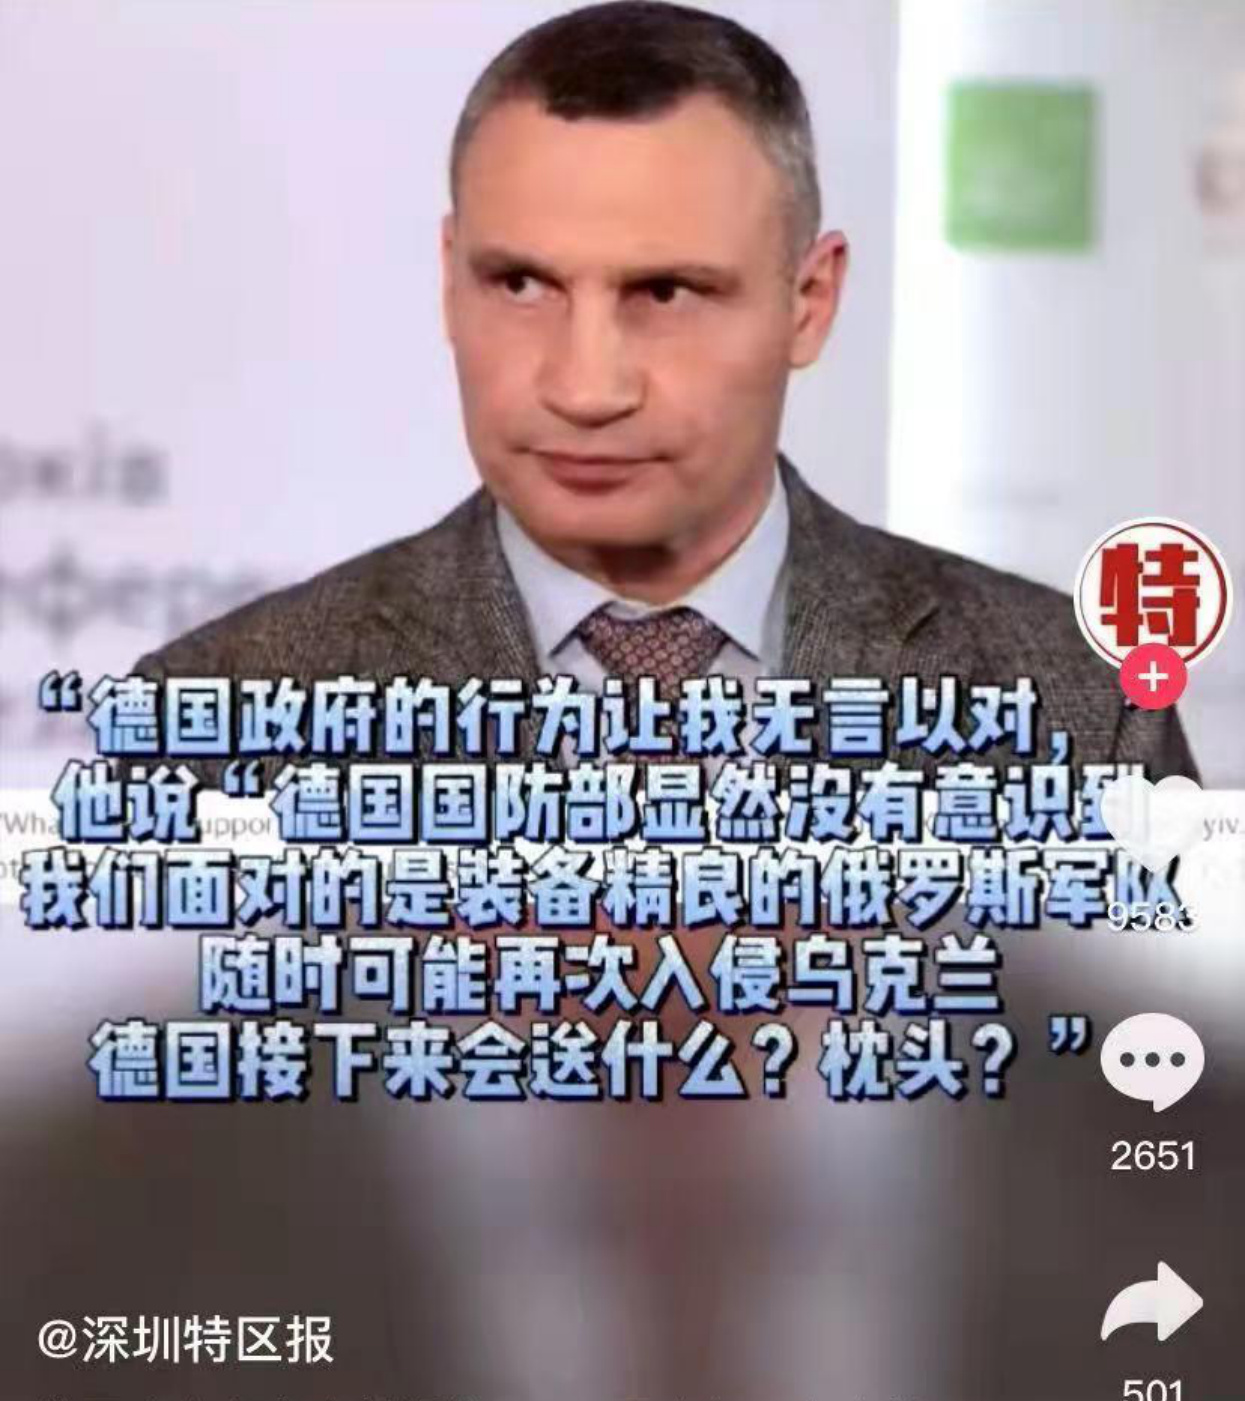 特
“德国政府的行为让我无言以对，
他说“德国国防部显然没有意识到
我们面对的是装备精良的俄罗斯军队
随时可能再次入侵乌克兰
德国接下来会送什么？枕头？”
9583
2651
@深圳特区报
501